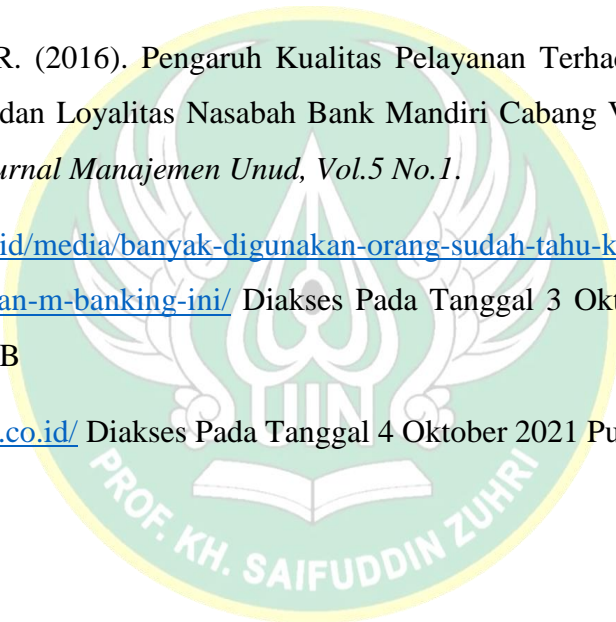 R. (2016). Pengaruh Kualitas Pelayanan Terha
dan Loyalitas Nasabah Bank Mandiri Cabang
urnal Manajemen Unud, Vol.5 No.1.
id/media/banyak-digunakan-orang-sudah-tahu-k
an-m-banking-ini/ Diakses Pada Tanggal 3 Okt
B
.co.id/ Diakses Pada Tanggal 4 Oktober 2021 Pu
UIN
PROF. KH. SAIFUDDIN ZUHRI